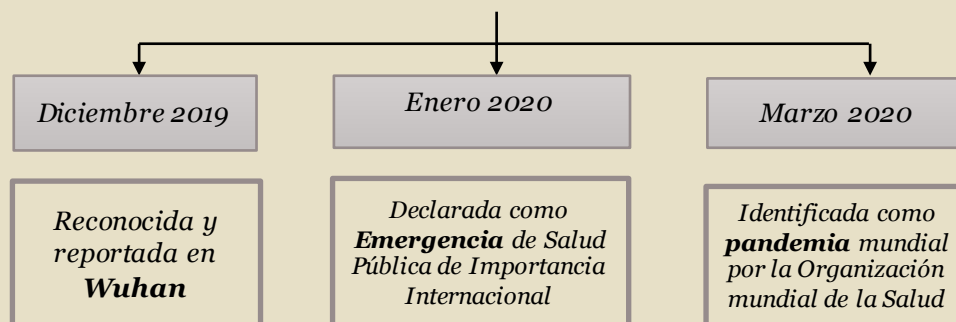 Diciembre 2019
Enero 2020
Marzo 2020
Reconocida y
reportada en
Wuhan
Declarada como
Emergencia de Salud
Pública de Importancia
Internacional
Identificada como
pandemia mundial
por la Organización
mundial de la Salud